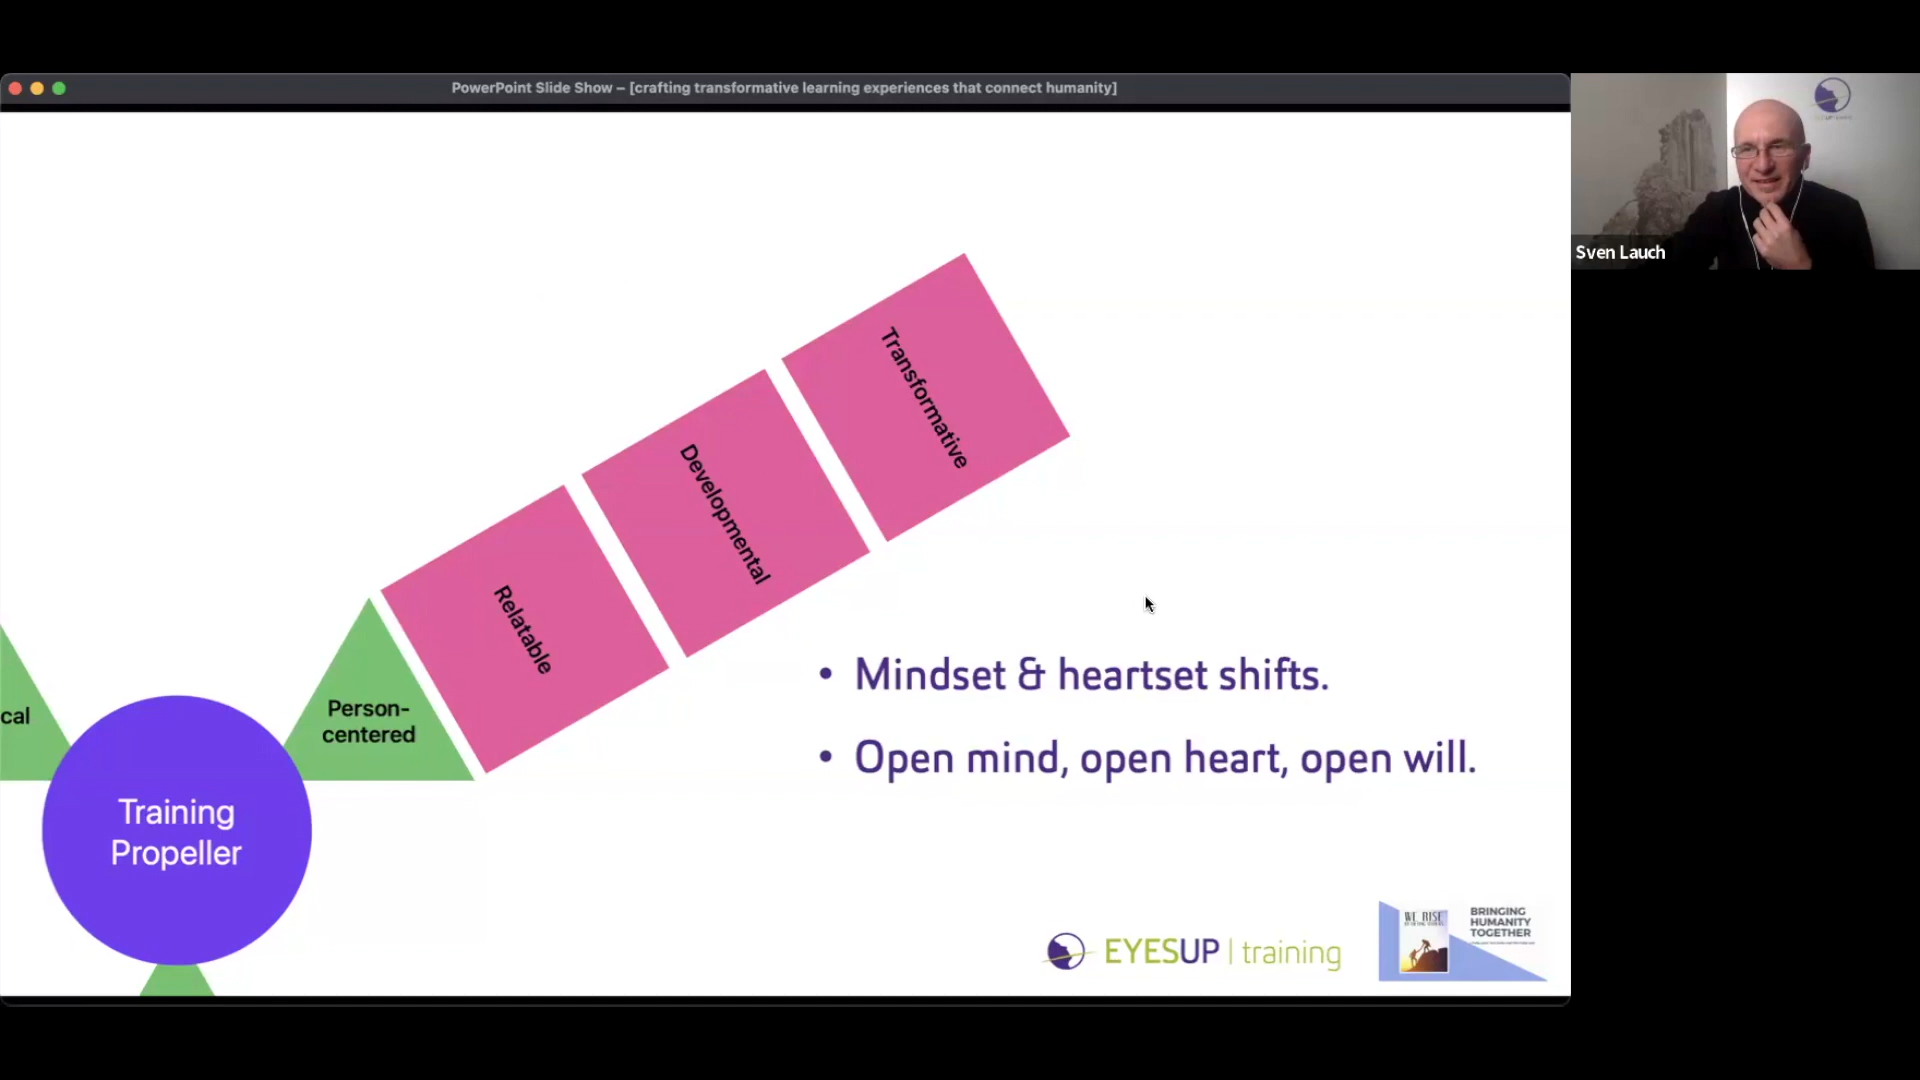 PowerPoint Slide Show – [crafting transformative learning experiences that connect humanity]
Sven Lauch
Transformative
Developmental
Relatable
Person-
centered
cal
Training
Propeller
• Mindset & heartset shifts.
• Open mind, open heart, open will.
EYESUP | training
WE RISE
BRINGING
HUMANITY
TOGETHER